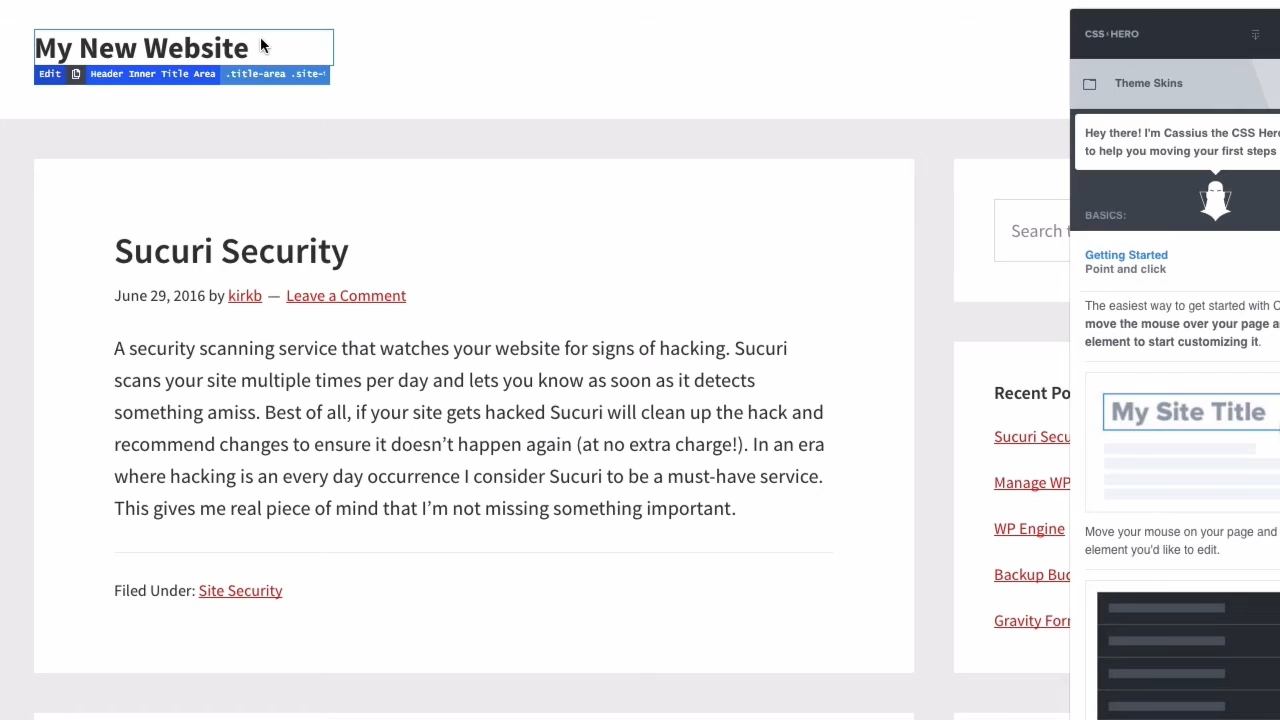 My New Website
Edit Header Inner Title Area .title-area .site-
Sucuri Security
June 29, 2016 by kirkb — Leave a Comment
A security scanning service that watches your website for signs of hacking. Sucuri
scans your site multiple times per day and lets you know as soon as it detects
something amiss. Best of all, if your site gets hacked Sucuri will clean up the hack and
recommend changes to ensure it doesn’t happen again (at no extra charge!). In an era
where hacking is an every day occurrence I consider Sucuri to be a must-have service.
This gives me real piece of mind that I’m not missing something important.
Filed Under: Site Security
Search
Recent Po
Sucuri Secu
Manage WP
WP Engine
Backup Bud
Gravity For
CSS HERO
Theme Skins
Hey there! I'm Cassius the CSS Her
to help you moving your first steps
BASICS:
Getting Started
Point and click
The easiest way to get started with C
move the mouse over your page a
element to start customizing it.
My Site Title
Move your mouse on your page and
element you'd like to edit.